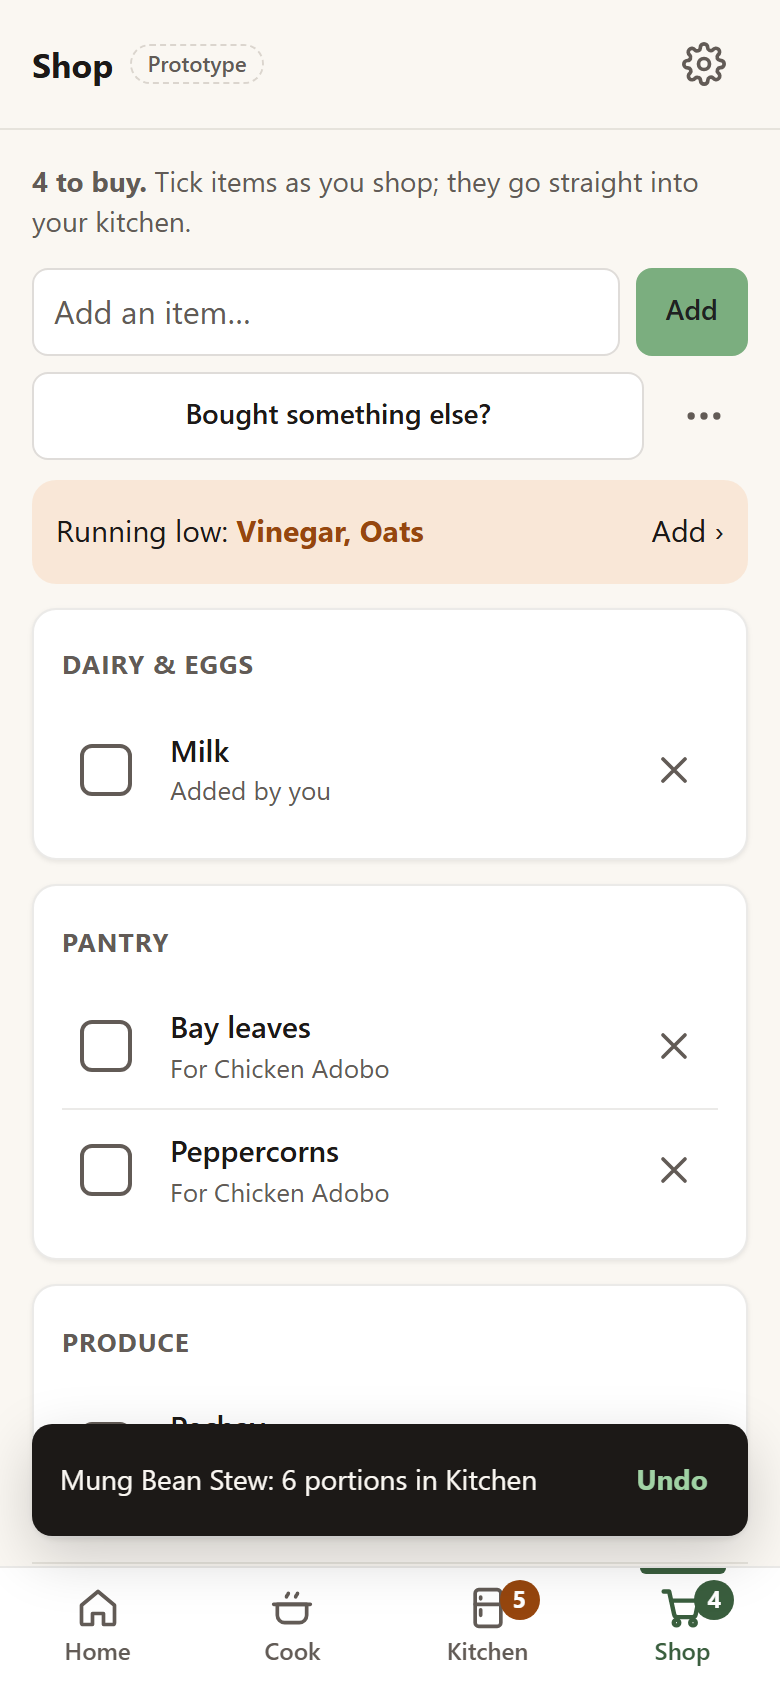 Shop
Prototype
4 to buy. Tick items as you shop; they go straight into
your kitchen.
Add an item...
Add
Bought something else?
Running low: Vinegar, Oats
Add ›
DAIRY & EGGS
Milk
Added by you
PANTRY
Bay leaves
For Chicken Adobo
Peppercorns
For Chicken Adobo
PRODUCE
Mung Bean Stew: 6 portions in Kitchen
Undo
5
4
Home
Cook
Kitchen
Shop